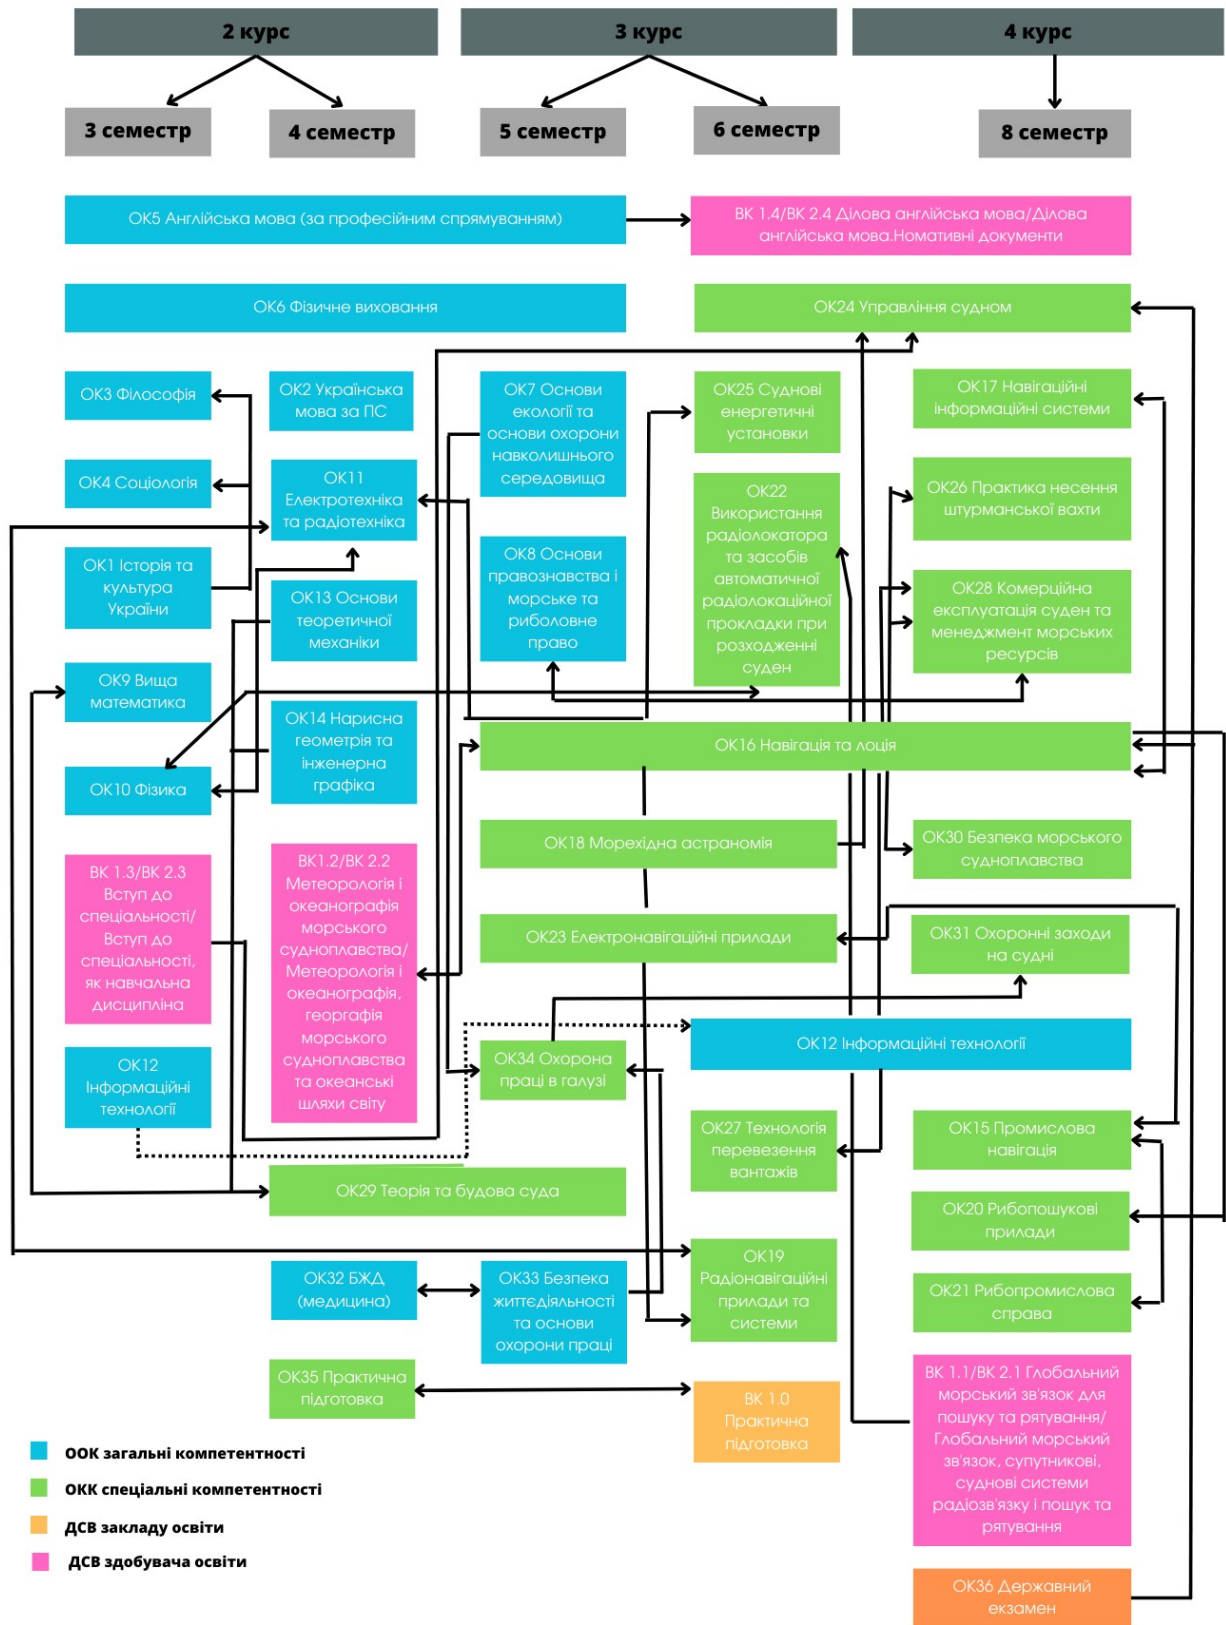 2 курс
3 курс
4 курс
3 семестр
4 семестр
5 семестр
6 семестр
8 семестр
ОК5 Англійська мова (за професійним спрямуванням)
ВК 1.4/ВК 2.4 Ділова англійська мова/Ділова
англійська мова.Номативні документи
ОК6 Фізичне виховання
ОК24 Управління судном
ОК3 Філософія
ОК2 Українська
мова за ПС
ОК7 Основи
екології та
основи охорони
навколишнього
середовища
ОК25 Суднові
енергетичні
установки
ОК17 Навігаційні
інформаційні системи
ОК4 Соціологія
ОК11
Електротехніка
та радіотехніка
ОК22
Використання
радіолокатора
та засобів
автоматичної
радіолокаційної
прокладки при
розходженні
суден
ОК26 Практика несення
штурманської вахти
ОК1 Історія та
культура
України
ОК13 Основи
теоретичної
механіки
ОК8 Основи
правознавства і
морське та
риболовне
право
ОК28 Комерційна
експлуатація суден та
менеджмент морських
ресурсів
ОК9 Вища
математика
ОК14 Нарисна
геометрія та
інженерна
графіка
ОК16 Навігація та лоція
ОК10 Фізика
ОК18 Морехідна астраномія
ОК30 Безпека морського
судноплавства
ВК 1.3/ВК 2.3
Вступ до
спеціальності/
Вступ до
спеціальності,
як навчальна
дисципліна
ВК1.2/ВК 2.2
Метеорологія і
океанографія
морського
судноплавства/
Метеорологія і
океанографія,
георгафія
морського
судноплавства
та океанські
шляхи світу
ОК23 Електронавігаційні прилади
ОК31 Охоронні заходи
на судні
ОК12
Інформаційні
технології
ОК34 Охорона
праці в галузі
ОК12 Інформаційні технології
ОК27 Технологія
перевезення
вантажів
ОК15 Промислова
навігація
ОК29 Теорія та будова суда
ОК20 Рибопошукові
прилади
ОК32 БЖД
(медицина)
ОК33 Безпека
життєдіяльності
та основи
охорони праці
ОК19
Радіонавігаційні
прилади та
системи
ОК21 Рибопромислова
справа
ОК35 Практична
підготовка
ВК 1.0
Практична
підготовка
ВК 1.1/ВК 2.1 Глобальний
морський зв'язок для
пошуку та рятування/
Глобальний морський
зв'язок, супутникові,
суднові системи
радіозв'язку і пошук та
рятування
ООК загальні компетентності
ОКК спеціальні компетентності
ДСВ закладу освіти
ДСВ здобувача освіти
ОК36 Державний
екзамен